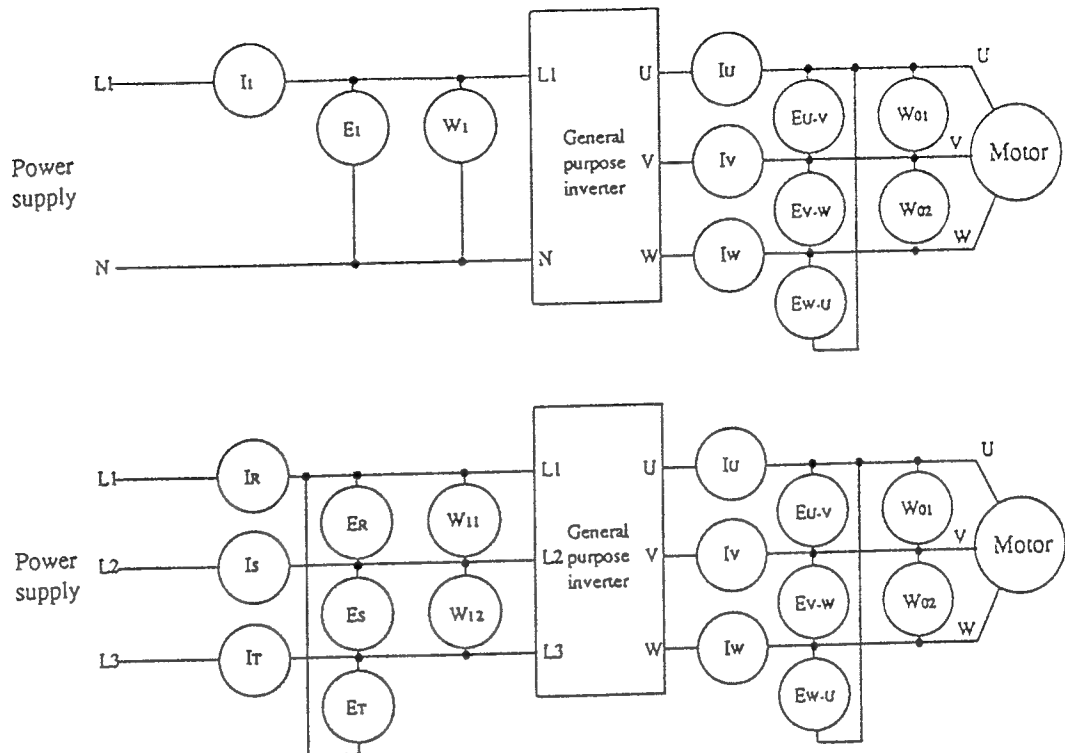 L1 I1 L1 U IU U
E1 W1 EU-V W01
General
purpose
inverter
V IV V Motor
Power
supply
EV-W W02
N N W IW W
EW-U
L1 IR L1 U IU U
ER W11 EU-V W01
General
purpose
inverter
Power
supply
L2 IS L2 V IV V Motor
ES W12 EV-W W02
L3 IT L3 W IW W
ET EW-U